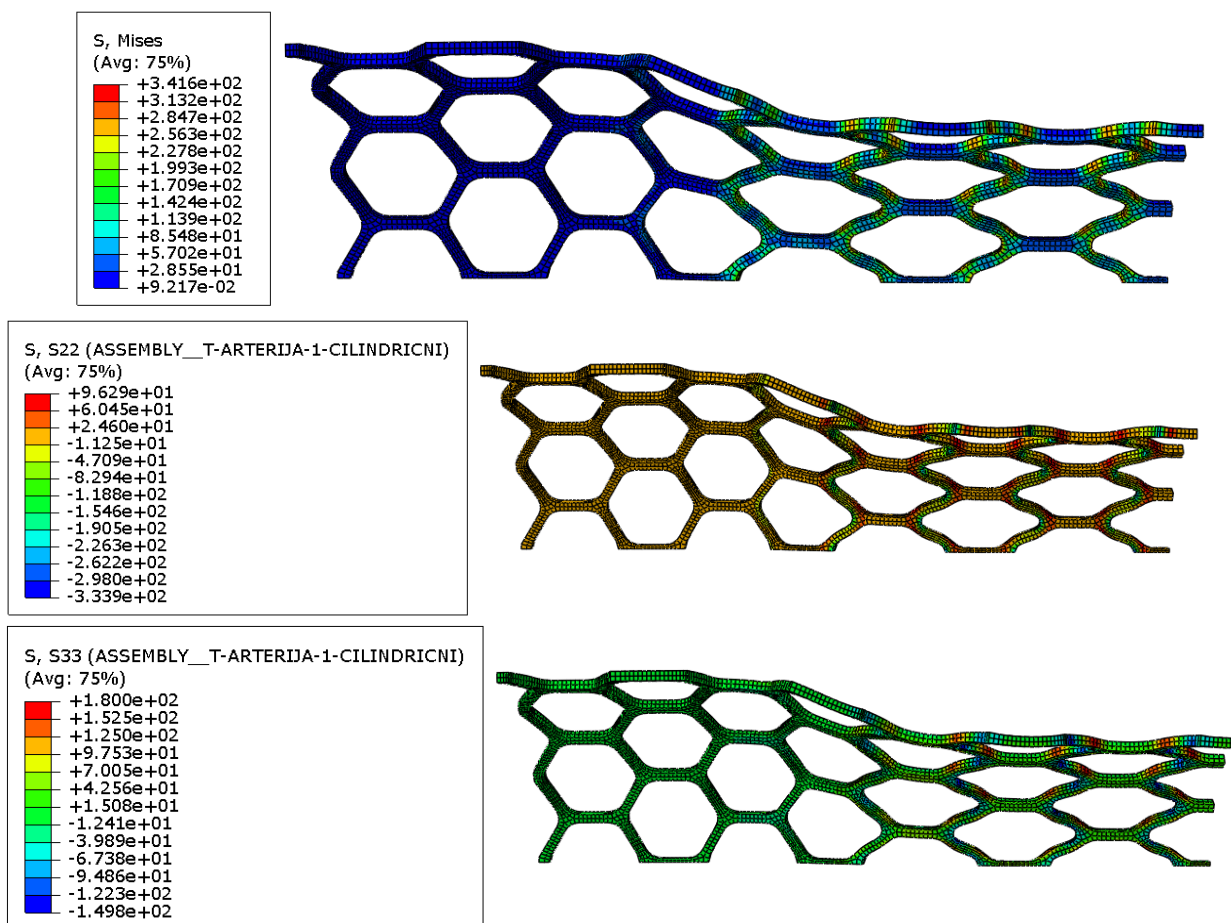 S, Mises
(Avg: 75%)
+3.416e+02
+3.132e+02
+2.847e+02
+2.563e+02
+2.278e+02
+1.993e+02
+1.709e+02
+1.424e+02
+1.139e+02
+8.548e+01
+5.702e+01
+2.855e+01
+9.217e-02
S, S22 (ASSEMBLY__T-ARTERIJA-1-CILINDRICNI)
(Avg: 75%)
+9.629e+01
+6.045e+01
+2.460e+01
-1.125e+01
-4.709e+01
-8.294e+01
-1.188e+02
-1.546e+02
-1.905e+02
-2.263e+02
-2.622e+02
-2.980e+02
-3.339e+02
S, S33 (ASSEMBLY__T-ARTERIJA-1-CILINDRICNI)
(Avg: 75%)
+1.800e+02
+1.525e+02
+1.250e+02
+9.753e+01
+7.005e+01
+4.256e+01
+1.508e+01
-1.241e+01
-3.989e+01
-6.738e+01
-9.486e+01
-1.223e+02
-1.498e+02